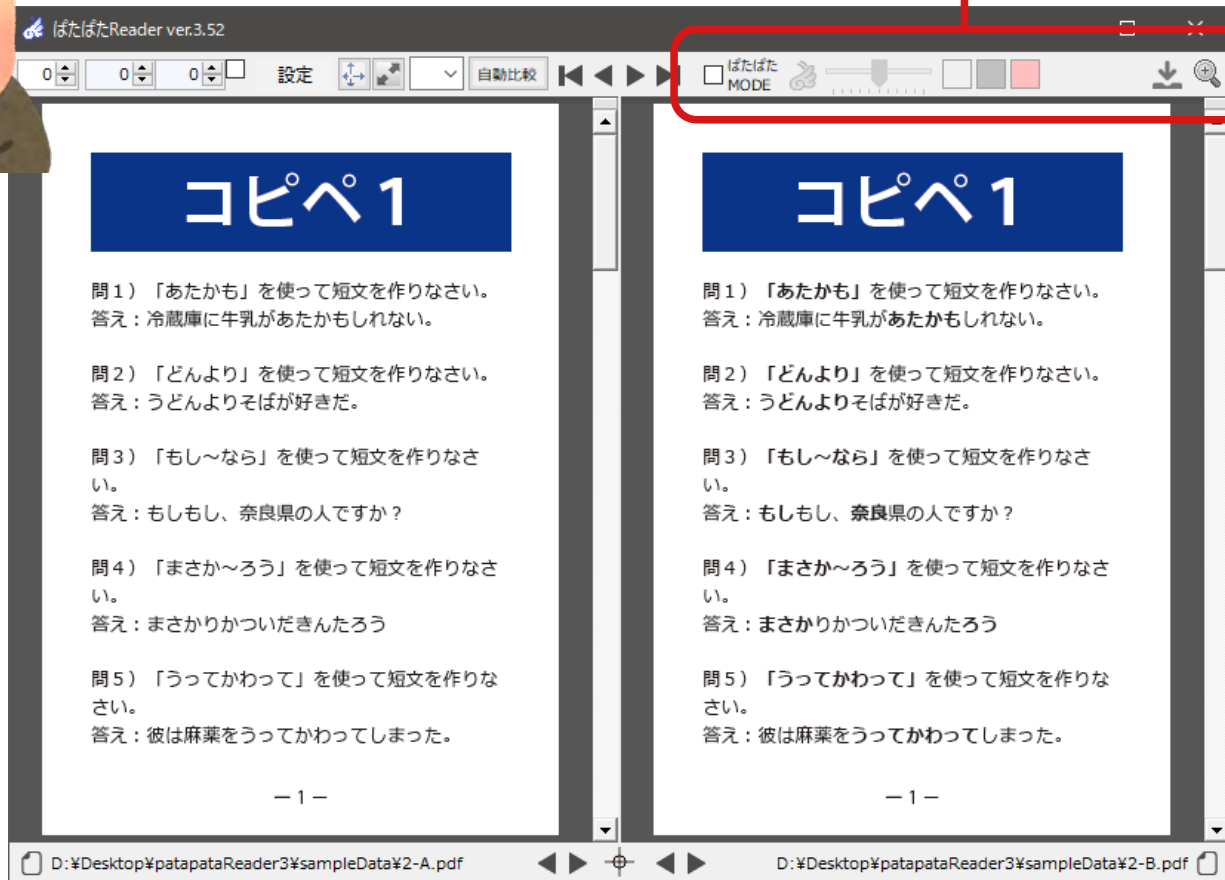 ぱたぱたReader ver.3.52
0 0 0 設定 自動比較 ぱたぱた
MODE
コピペ１
問１）「あたかも」を使って短文を作りなさい。
答え：冷蔵庫に牛乳があたかもしれない。
問２）「どんより」を使って短文を作りなさい。
答え：うどんよりそばが好きだ。
問３）「もし～なら」を使って短文を作りなさ
い。
答え：もしもし、奈良県の人ですか？
問４）「まさか～ろう」を使って短文を作りなさ
い。
答え：まさかりかついだきんたろう
問５）「うってかわって」を使って短文を作りな
さい。
答え：彼は麻薬をうってかわってしまった。
－1－
D:¥Desktop¥patapataReader3¥sampleData¥2-A.pdf
コピペ１
問１）「あたかも」を使って短文を作りなさい。
答え：冷蔵庫に牛乳があたかもしれない。
問２）「どんより」を使って短文を作りなさい。
答え：うどんよりそばが好きだ。
問３）「もし～なら」を使って短文を作りなさ
い。
答え：もしもし、奈良県の人ですか？
問４）「まさか～ろう」を使って短文を作りなさ
い。
答え：まさかりかついだきんたろう
問５）「うってかわって」を使って短文を作りな
さい。
答え：彼は麻薬をうってかわってしまった。
－1－
D:¥Desktop¥patapataReader3¥sampleData¥2-B.pdf